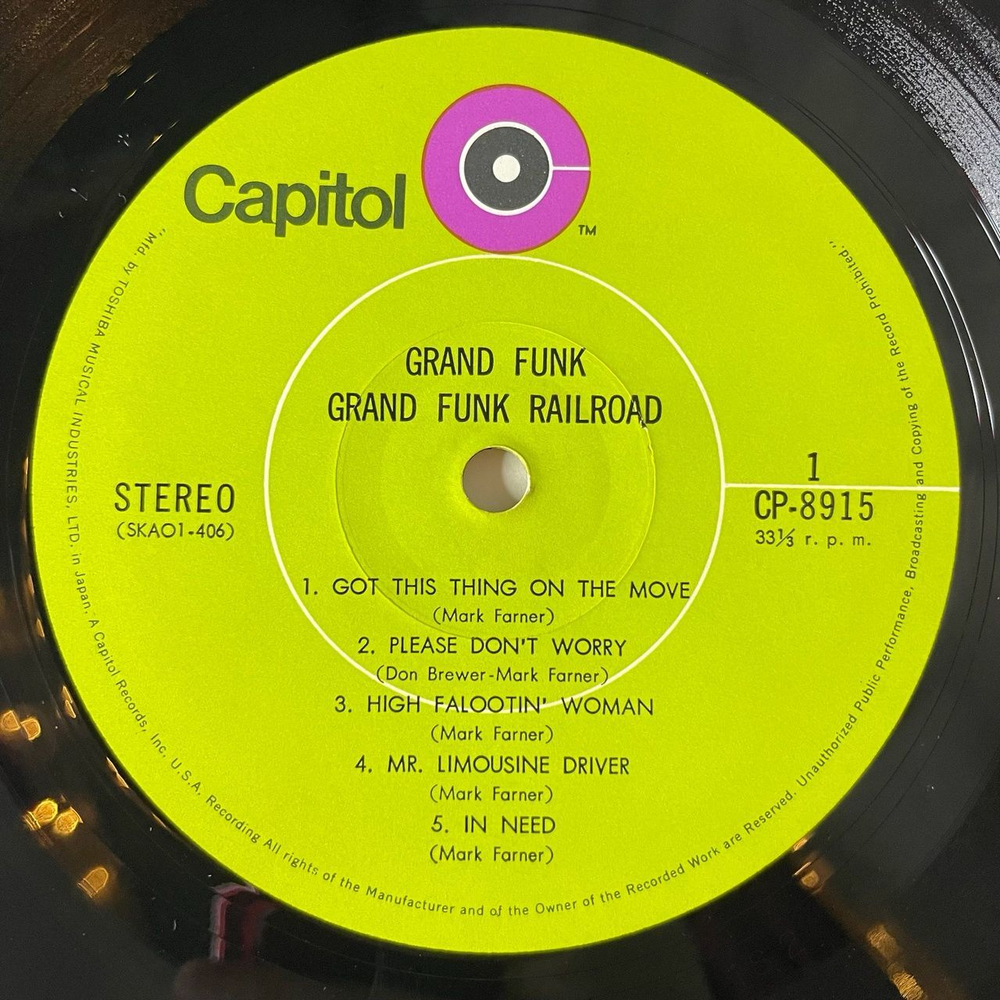 Capitol
TM
GRAND FUNK
GRAND FUNK RAILROAD
STEREO
(SKAO1-406)
1
CP-8915
33⅓ r. p. m.
1. GOT THIS THING ON THE MOVE
(Mark Farner)
2. PLEASE DON'T WORRY
(Don Brewer-Mark Farner)
3. HIGH FALOOTIN' WOMAN
(Mark Farner)
4. MR. LIMOUSINE DRIVER
(Mark Farner)
5. IN NEED
(Mark Farner)
"Mfd. by TOSHIBA MUSICAL INDUSTRIES, LTD. in Japan. A Capitol Records, Inc. U.S.A. Recording All rights of the Manufacturer and of the Owner of the Recorded Work are Reserved. Unauthorized Public Performance, Broadcasting and Copying of the Record Prohibited."